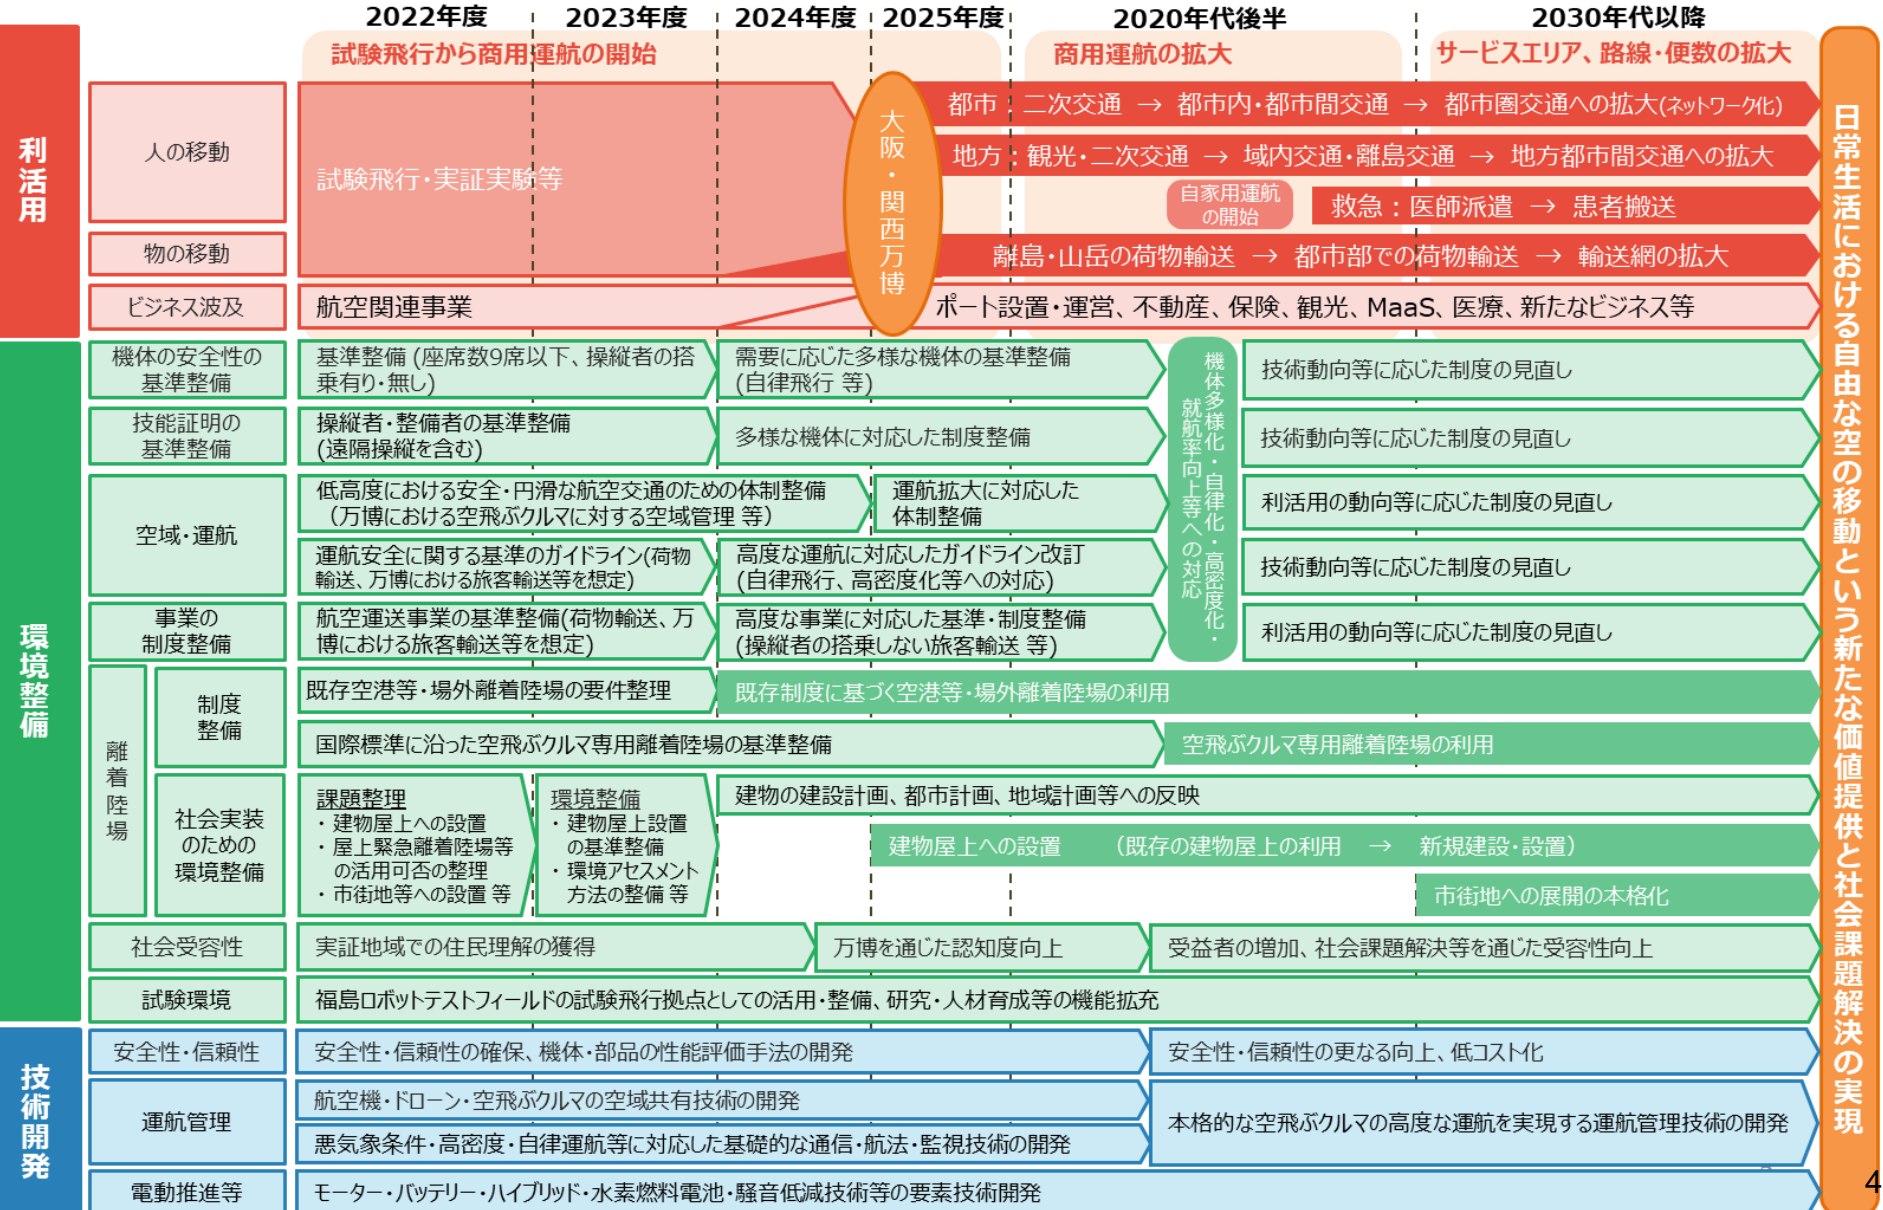 2022年度
2023年度
2024年度
2025年度
2020年代後半
2030年代以降
試験飛行から商用運航の開始
商用運航の拡大
サービスエリア、路線・便数の拡大
利活用
人の移動
試験飛行・実証実験等
大阪・関西万博
都市：二次交通 → 都市内・都市間交通 → 都市圏交通への拡大(ネットワーク化)
地方：観光・二次交通 → 域内交通・離島交通 → 地方都市間交通への拡大
自家用運航
の開始
救急：医師派遣 → 患者搬送
物の移動
離島・山岳の荷物輸送 → 都市部での荷物輸送 → 輸送網の拡大
ビジネス波及
航空関連事業
ポート設置・運営、不動産、保険、観光、MaaS、医療、新たなビジネス等
環境整備
機体の安全性の
基準整備
基準整備 (座席数9席以下、操縦者の搭
乗有り・無し)
需要に応じた多様な機体の基準整備
(自律飛行 等)
機体多様化・自律化・高密度化・
就航率向上等への対応
技術動向等に応じた制度の見直し
技能証明の
基準整備
操縦者・整備者の基準整備
(遠隔操縦を含む)
多様な機体に対応した制度整備
技術動向等に応じた制度の見直し
空域・運航
低高度における安全・円滑な航空交通のための体制整備
（万博における空飛ぶクルマに対する空域管理 等）
運航拡大に対応した
体制整備
利活用の動向等に応じた制度の見直し
運航安全に関する基準のガイドライン(荷物
輸送、万博における旅客輸送等を想定)
高度な運航に対応したガイドライン改訂
(自律飛行、高密度化等への対応)
技術動向等に応じた制度の見直し
事業の
制度整備
航空運送事業の基準整備(荷物輸送、万
博における旅客輸送等を想定)
高度な事業に対応した基準・制度整備
(操縦者の搭乗しない旅客輸送 等)
利活用の動向等に応じた制度の見直し
離着陸場
制度
整備
既存空港等・場外離着陸場の要件整理
既存制度に基づく空港等・場外離着陸場の利用
国際標準に沿った空飛ぶクルマ専用離着陸場の基準整備
空飛ぶクルマ専用離着陸場の利用
社会実装
のための
環境整備
課題整理
・建物屋上への設置
・屋上緊急離着陸場等
の活用可否の整理
・市街地等への設置 等
環境整備
・建物屋上設置
の基準整備
・環境アセスメント
方法の整備 等
建物の建設計画、都市計画、地域計画等への反映
建物屋上への設置 （既存の建物屋上の利用 → 新規建設・設置）
市街地への展開の本格化
社会受容性
実証地域での住民理解の獲得
万博を通じた認知度向上
受益者の増加、社会課題解決等を通じた受容性向上
試験環境
福島ロボットテストフィールドの試験飛行拠点としての活用・整備、研究・人材育成等の機能拡充
技術開発
安全性・信頼性
安全性・信頼性の確保、機体・部品の性能評価手法の開発
安全性・信頼性の更なる向上、低コスト化
運航管理
航空機・ドローン・空飛ぶクルマの空域共有技術の開発
悪気象条件・高密度・自律運航等に対応した基礎的な通信・航法・監視技術の開発
本格的な空飛ぶクルマの高度な運航を実現する運航管理技術の開発
電動推進等
モーター・バッテリー・ハイブリッド・水素燃料電池・騒音低減技術等の要素技術開発
日常生活における自由な空の移動という新たな価値提供と社会課題解決の実現
4